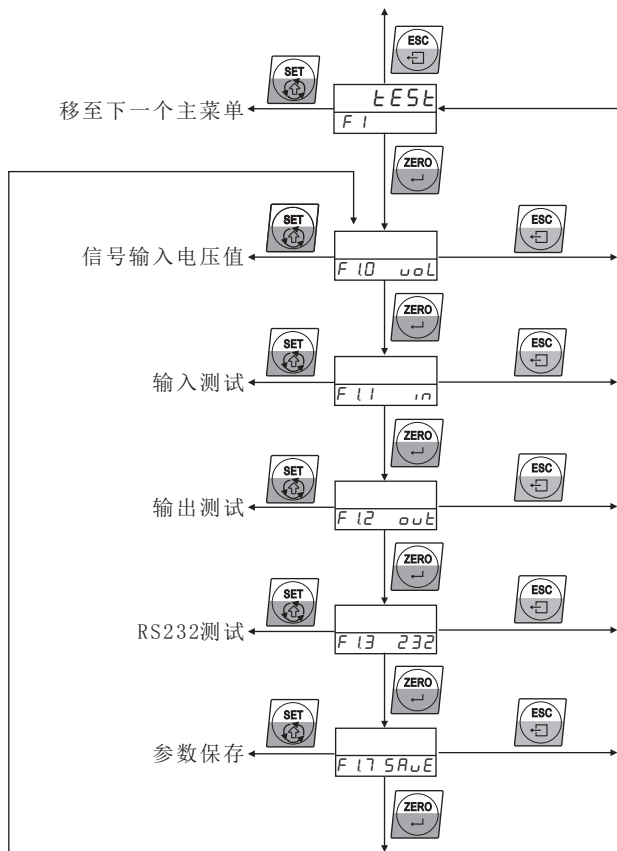 ESC
SET
tESt
移至下一个主菜单
F1
ZERO
SET
ESC
信号输入电压值
F1.0 voL
ZERO
SET
ESC
输入测试
F1.1 in
ZERO
SET
ESC
输出测试
F1.2 out
ZERO
SET
ESC
RS232测试
F1.3 232
ZERO
SET
ESC
参数保存
F1.7 SAvE
ZERO